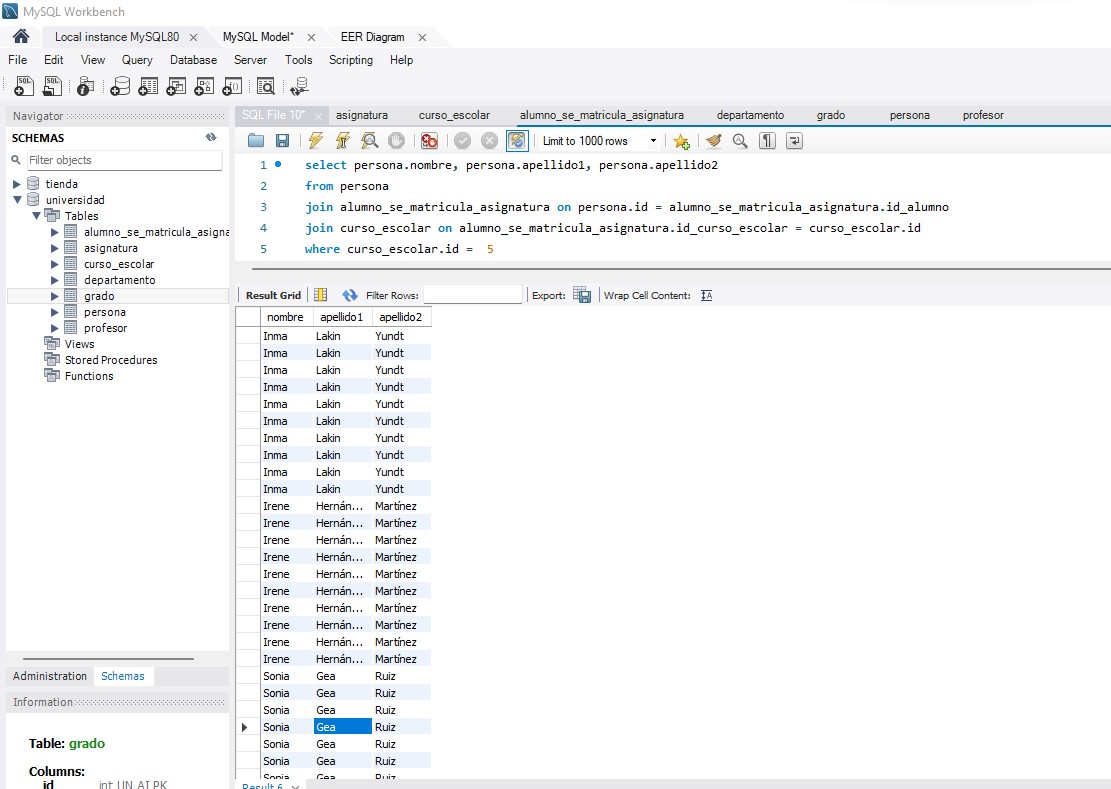 MySQL Workbench
Local instance MySQL80 × MySQL Model* × EER Diagram ×
File Edit View Query Database Server Tools Scripting Help
Navigator
SCHEMAS
Filter objects
tienda
universidad
Tables
alumno_se_matricula_asigna
asignatura
curso_escolar
departamento
grado
persona
profesor
Views
Stored Procedures
Functions
Administration Schemas
Information
Table: grado
Columns:
id int UN AI PK
SQL File 10* × asignatura curso_escolar alumno_se_matricula_asignatura departamento grado persona profesor
Limit to 1000 rows
1 select persona.nombre, persona.apellido1, persona.apellido2
2 from persona
3 join alumno_se_matricula_asignatura on persona.id = alumno_se_matricula_asignatura.id_alumno
4 join curso_escolar on alumno_se_matricula_asignatura.id_curso_escolar = curso_escolar.id
5 where curso_escolar.id = 5
Result Grid Filter Rows: Export: Wrap Cell Content:
nombre apellido1 apellido2
Inma Lakin Yundt
Inma Lakin Yundt
Inma Lakin Yundt
Inma Lakin Yundt
Inma Lakin Yundt
Inma Lakin Yundt
Inma Lakin Yundt
Inma Lakin Yundt
Inma Lakin Yundt
Inma Lakin Yundt
Irene Hernán... Martínez
Irene Hernán... Martínez
Irene Hernán... Martínez
Irene Hernán... Martínez
Irene Hernán... Martínez
Irene Hernán... Martínez
Irene Hernán... Martínez
Irene Hernán... Martínez
Irene Hernán... Martínez
Irene Hernán... Martínez
Sonia Gea Ruiz
Sonia Gea Ruiz
Sonia Gea Ruiz
Sonia Gea Ruiz
Sonia Gea Ruiz
Sonia Gea Ruiz
Sonia Gea Ruiz
Result 6 ×